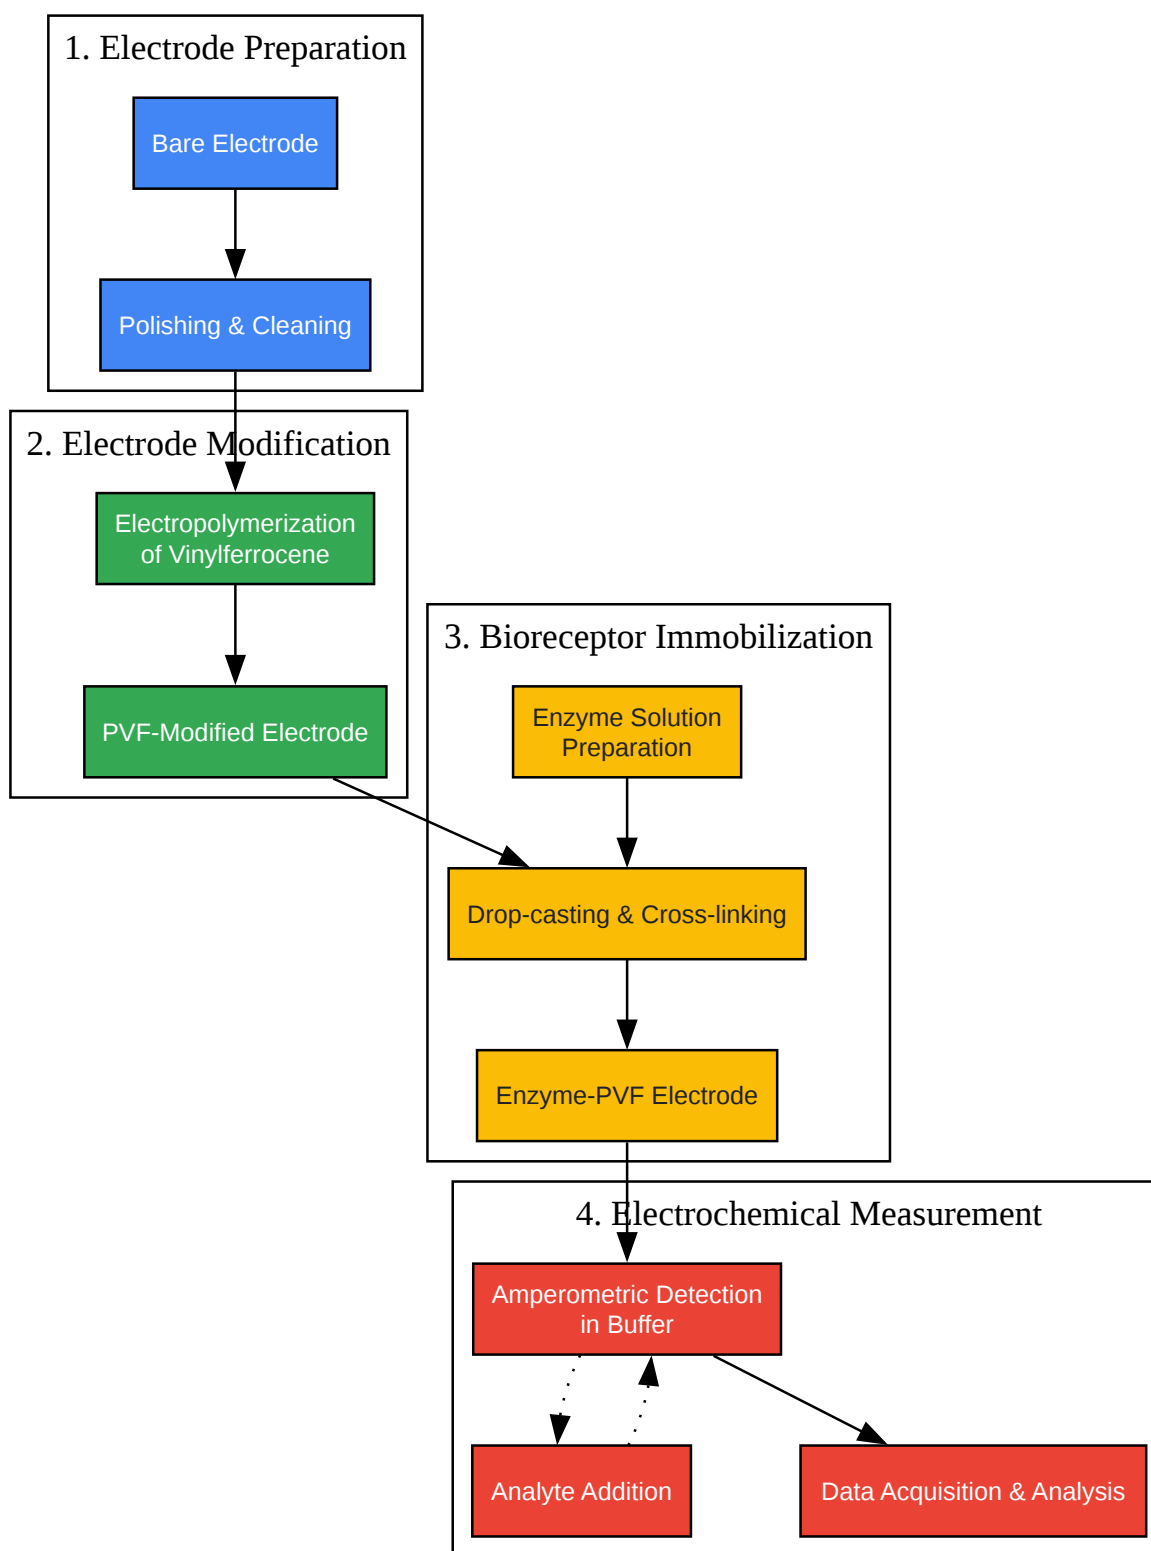 1. Electrode Preparation
Bare Electrode
Polishing & Cleaning
2. Electrode Modification
Electropolymerization
of Vinylferrocene
PVF-Modified Electrode
3. Bioreceptor Immobilization
Enzyme Solution
Preparation
Drop-casting & Cross-linking
Enzyme-PVF Electrode
4. Electrochemical Measurement
Amperometric Detection
in Buffer
Analyte Addition
Data Acquisition & Analysis